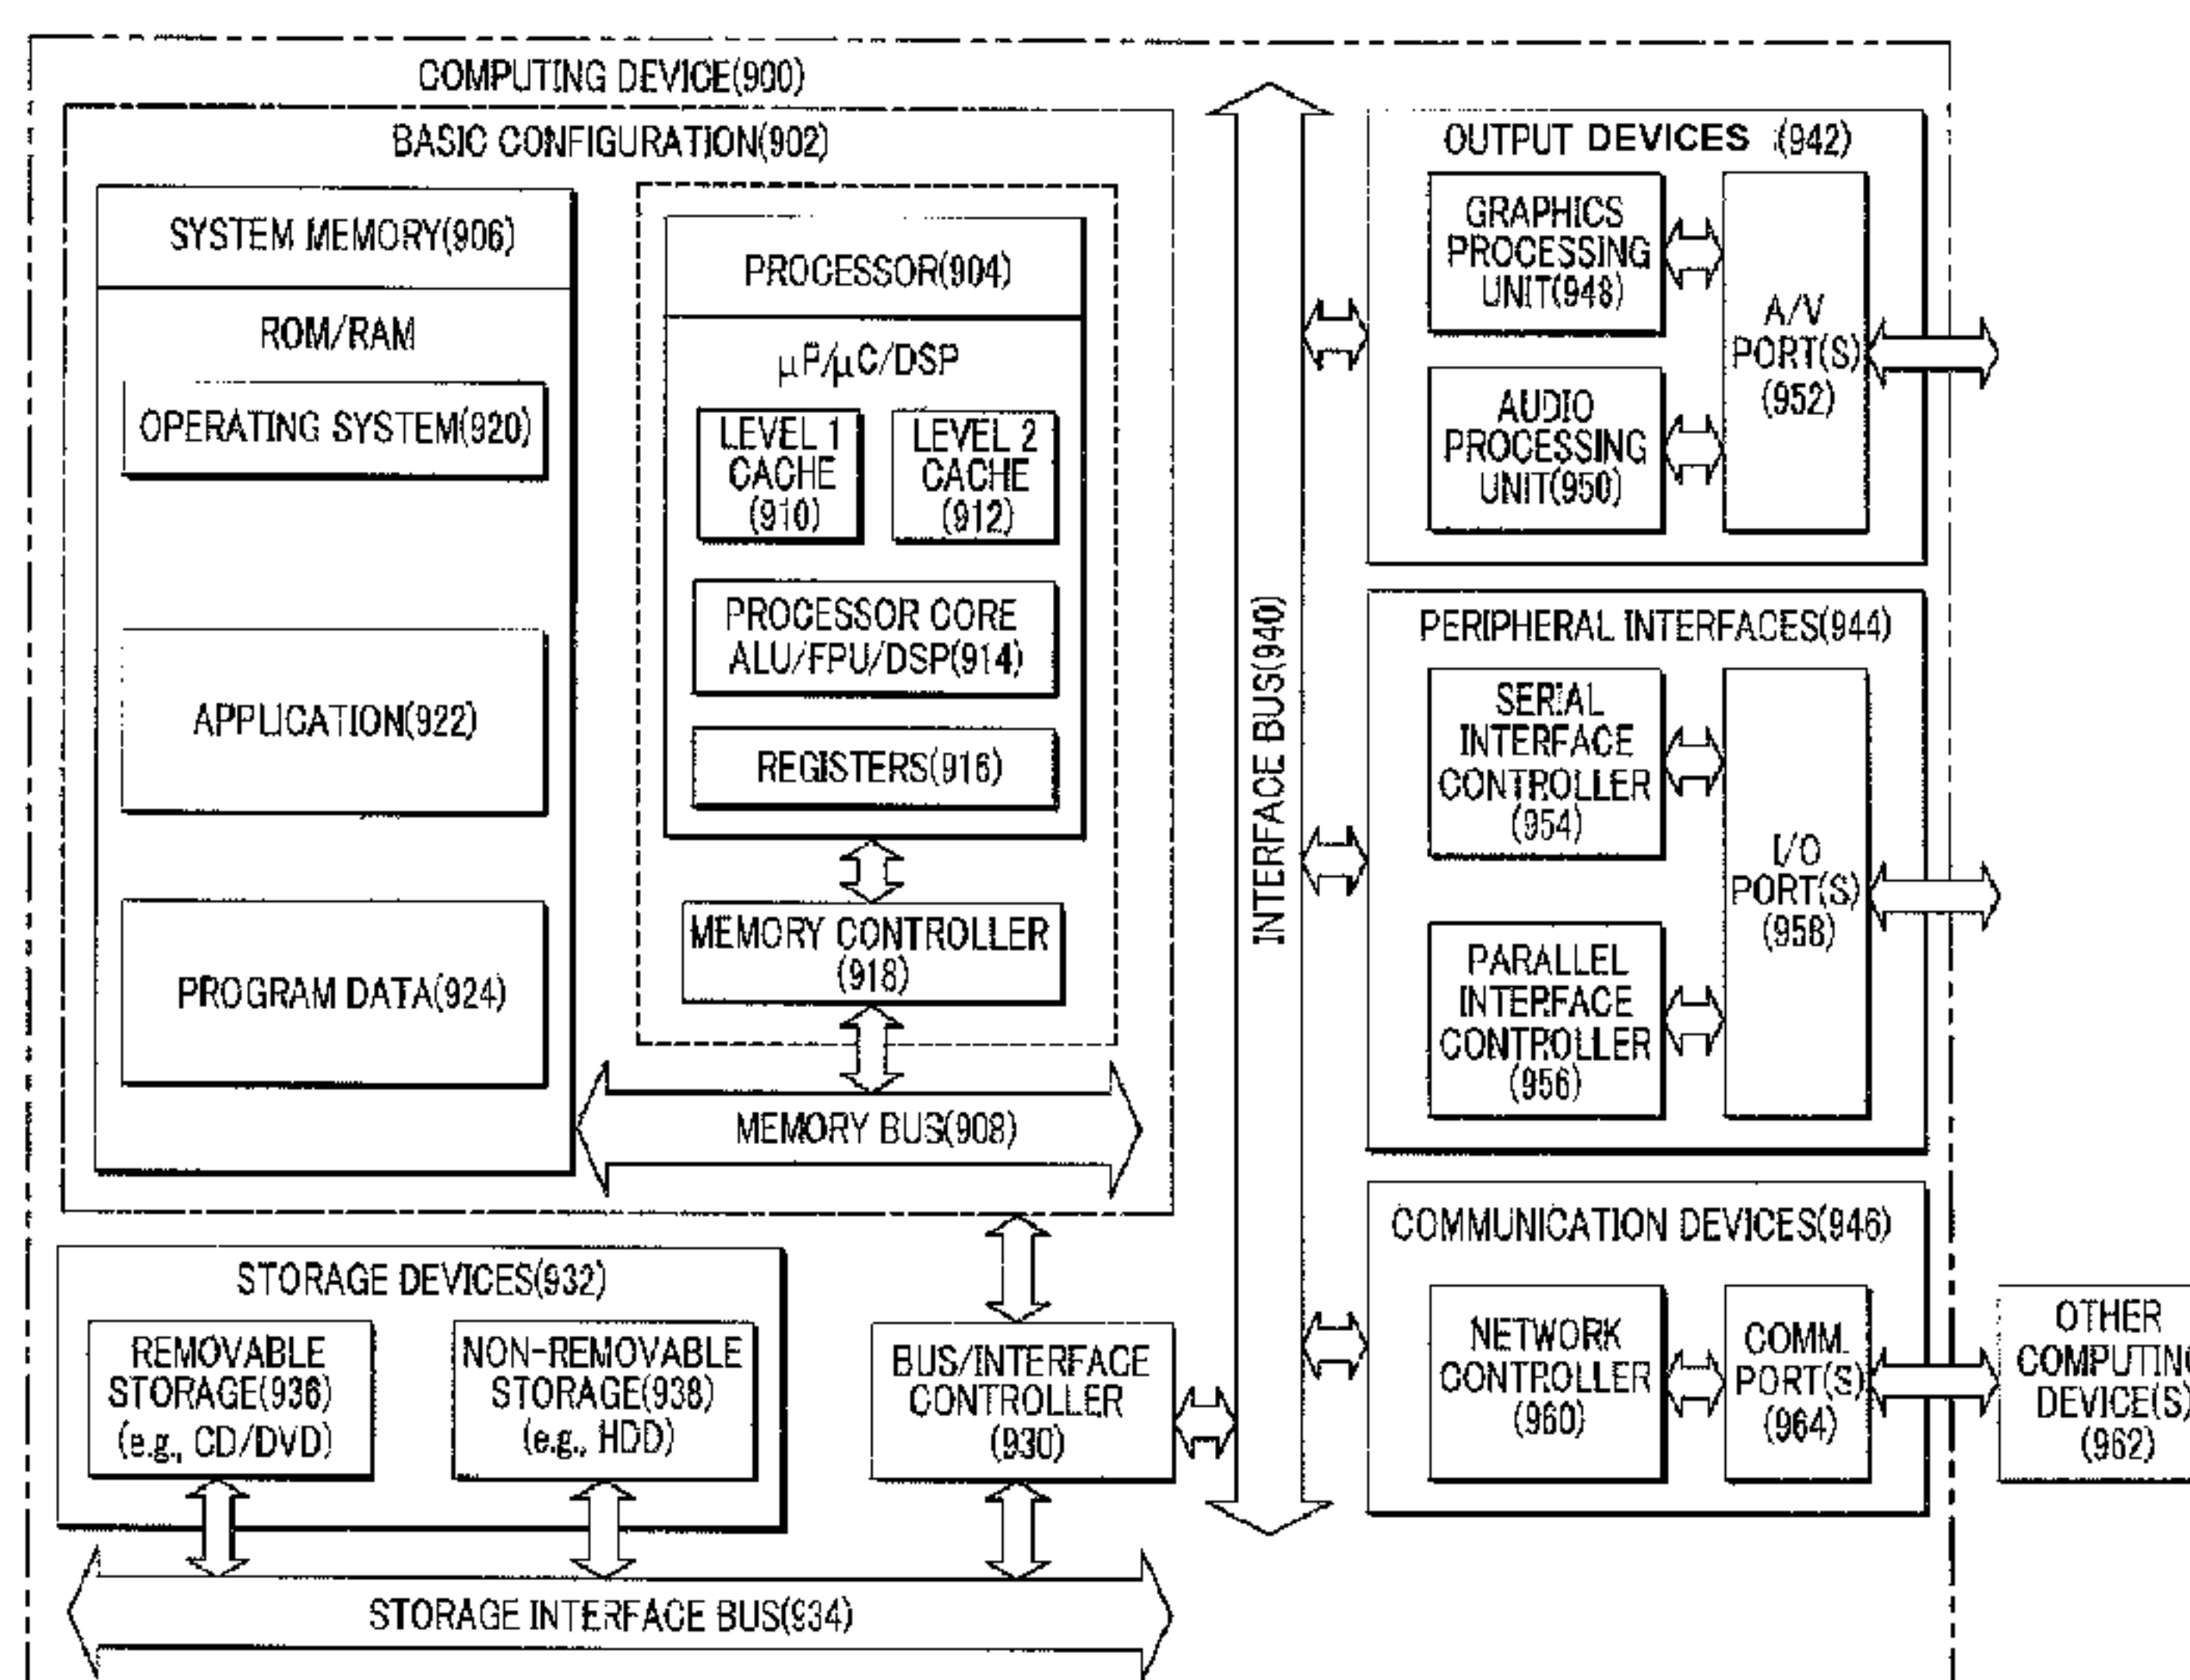 COMPUTING DEVICE(900)
BASIC CONFIGURATION(902)
SYSTEM MEMORY(906)
ROM/RAM
OPERATING SYSTEM(920)
APPLICATION(922)
PROGRAM DATA(924)
PROCESSOR(904)
μP/μC/DSP
LEVEL 1
CACHE
(910)
LEVEL 2
CACHE
(912)
PROCESSOR CORE
ALU/FPU/DSP(914)
REGISTERS(916)
MEMORY CONTROLLER
(918)
MEMORY BUS(908)
STORAGE DEVICES(932)
REMOVABLE
STORAGE(936)
(e.g., CD/DVD)
NON-REMOVABLE
STORAGE(938)
(e.g., HDD)
BUS/INTERFACE
CONTROLLER
(930)
STORAGE INTERFACE BUS(934)
INTERFACE BUS(940)
OUTPUT DEVICES (942)
GRAPHICS
PROCESSING
UNIT(948)
AUDIO
PROCESSING
UNIT(950)
A/V
PORT(S)
(952)
PERIPHERAL INTERFACES(944)
SERIAL
INTERFACE
CONTROLLER
(954)
PARALLEL
INTERFACE
CONTROLLER
(956)
I/O
PORT(S)
(958)
COMMUNICATION DEVICES(946)
NETWORK
CONTROLLER
(960)
COMM.
PORT(S)
(964)
OTHER
COMPUTING
DEVICE(S)
(962)